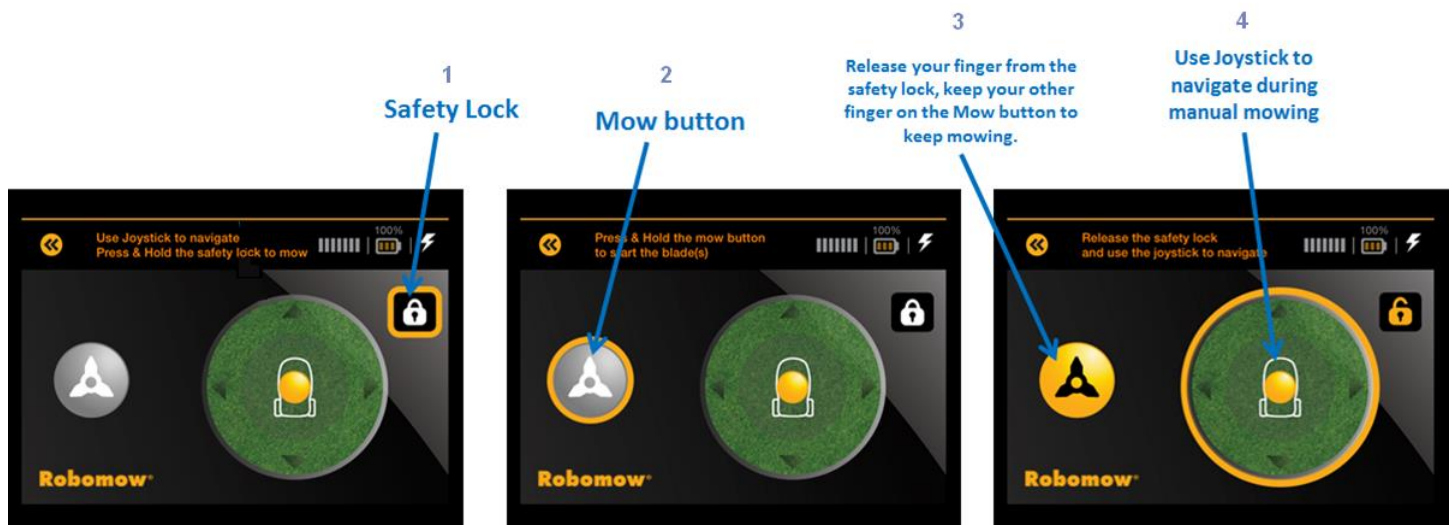 1
Safety Lock
2
Mow button
3
Release your finger from the
safety lock, keep your other
finger on the Mow button to
keep mowing.
4
Use Joystick to
navigate during
manual mowing
Use Joystick to navigate
Press & Hold the safety lock to mow
100%
Robomow®
Press & Hold the mow button
to start the blade(s)
100%
Robomow®
Release the safety lock
and use the joystick to navigate
100%
Robomow®